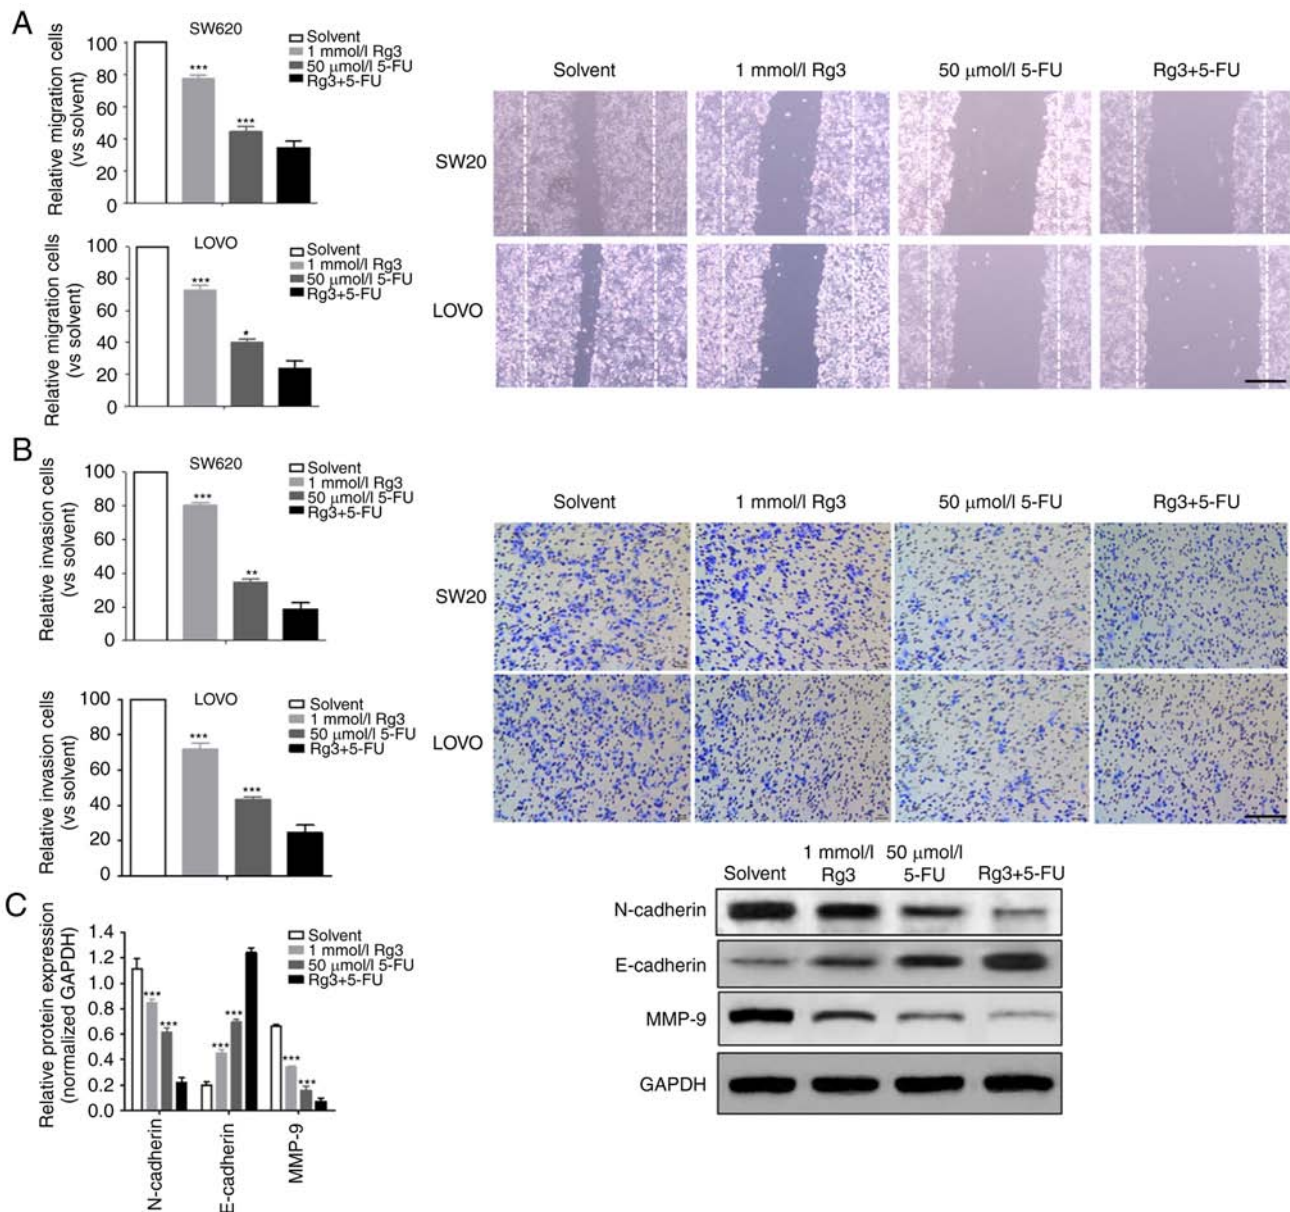 A
SW620
Solvent
1 mmol/l Rg3
50 μmol/l 5-FU
Rg3+5-FU
Relative migration cells
(vs solvent)
100
80
60
40
20
0
***
***
LOVO
Solvent
1 mmol/l Rg3
50 μmol/l 5-FU
Rg3+5-FU
Relative migration cells
(vs solvent)
100
80
60
40
20
0
***
*
Solvent
1 mmol/l Rg3
50 μmol/l 5-FU
Rg3+5-FU
SW20
LOVO
B
SW620
Solvent
1 mmol/l Rg3
50 μmol/l 5-FU
Rg3+5-FU
Relative invasion cells
(vs solvent)
100
80
60
40
20
0
***
**
LOVO
Solvent
1 mmol/l Rg3
50 μmol/l 5-FU
Rg3+5-FU
Relative invasion cells
(vs solvent)
100
80
60
40
20
0
***
***
Solvent
1 mmol/l Rg3
50 μmol/l 5-FU
Rg3+5-FU
SW20
LOVO
C
Solvent
1 mmol/l Rg3
50 μmol/l 5-FU
Rg3+5-FU
Relative protein expression
(normalized GAPDH)
1.4
1.2
1.0
0.8
0.6
0.4
0.2
0.0
***
***
***
***
***
***
N-cadherin
E-cadherin
MMP-9
Solvent
1 mmol/l
Rg3
50 μmol/l
5-FU
Rg3+5-FU
N-cadherin
E-cadherin
MMP-9
GAPDH